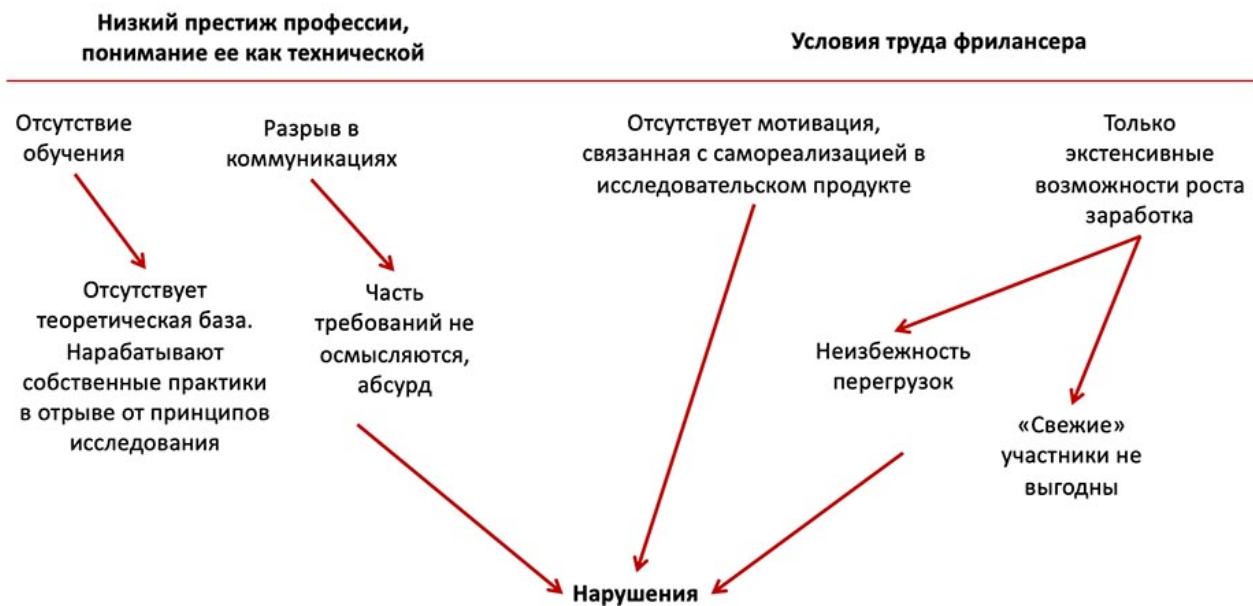 Низкий престиж профессии,
понимание ее как технической
Условия труда фрилансера
Отсутствие
обучения
Разрыв в
коммуникациях
Отсутствует мотивация,
связанная с самореализацией в
исследовательском продукте
Только
экстенсивные
возможности роста
заработка
Отсутствует
теоретическая база.
Нарабатывают
собственные практики
в отрыве от принципов
исследования
Часть
требований не
осмысляются,
абсурд
Неизбежность
перегрузок
«Свежие»
участники не
выгодны
Нарушения